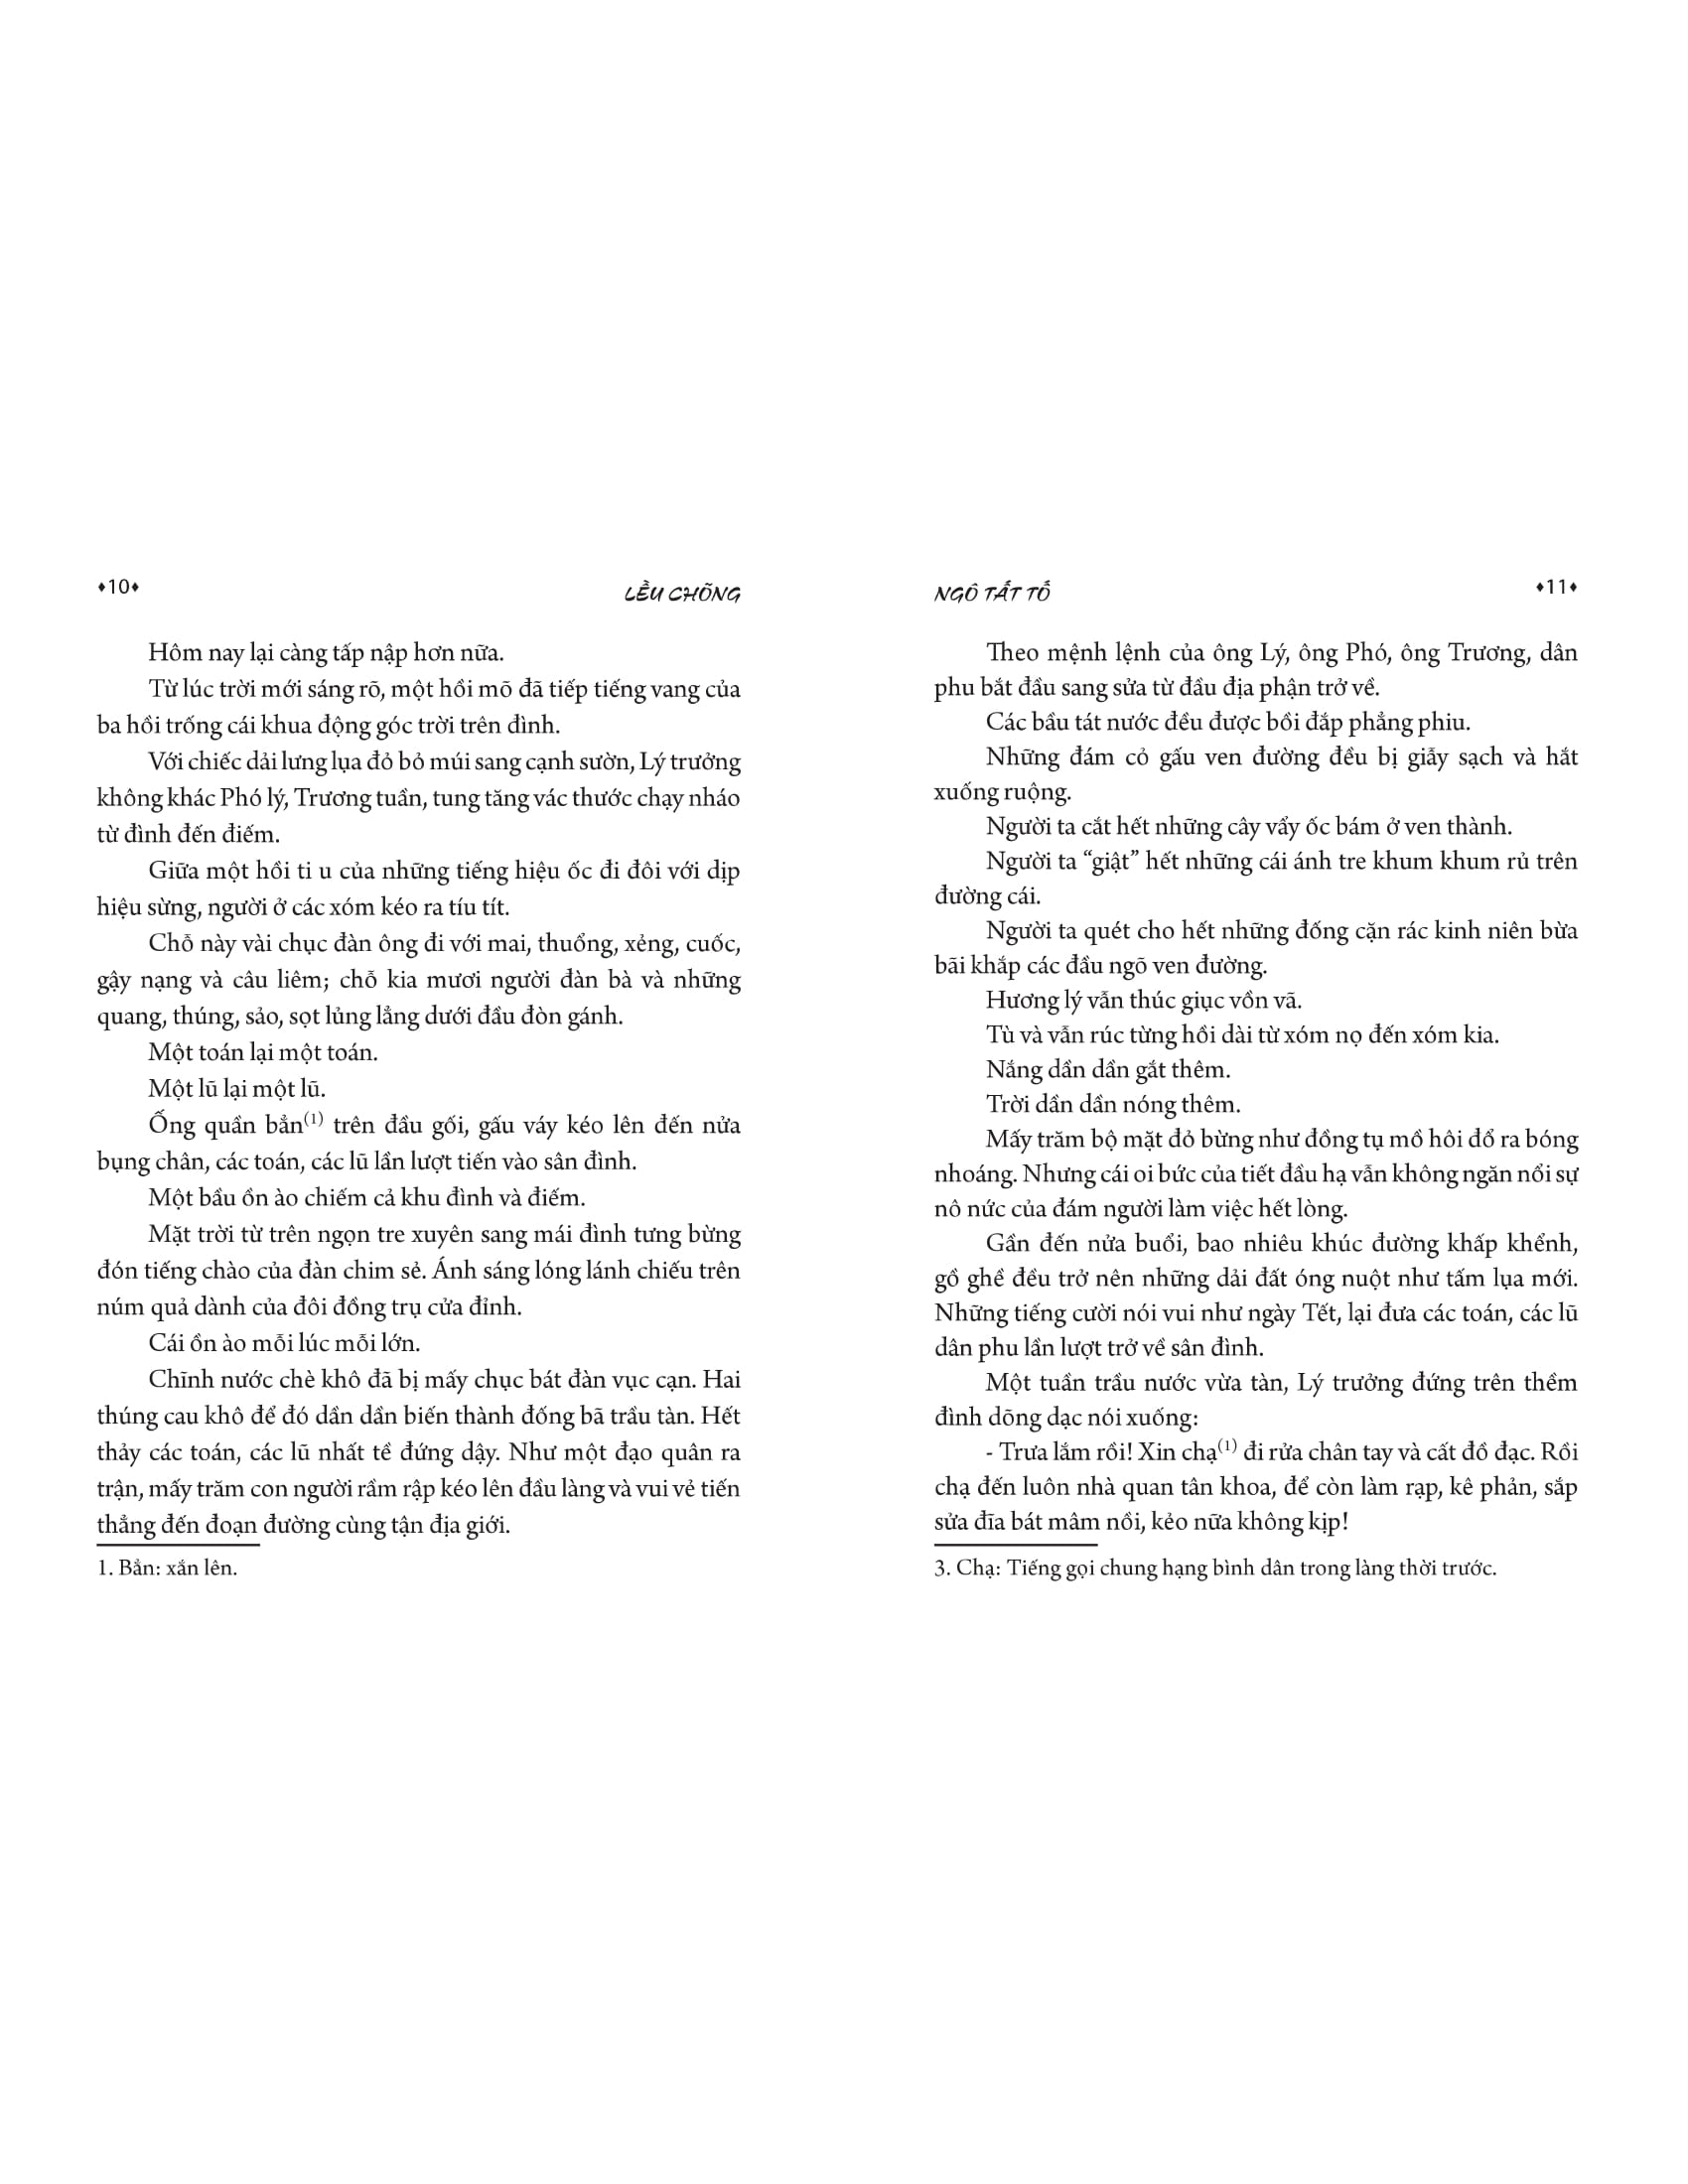 ♦10♦
LỀU CHÕNG
Hôm nay lại càng tấp nập hơn nữa.
Từ lúc trời mới sáng rõ, một hồi mõ đã tiếp tiếng vang của
ba hồi trống cái khua động góc trời trên đình.
Với chiếc dải lưng lụa đỏ bỏ múi sang cạnh sườn, Lý trưởng
không khác Phó lý, Trương tuần, tung tăng vác thước chạy nháo
từ đình đến điếm.
Giữa một hồi ti u của những tiếng hiệu ốc đi đôi với dịp
hiệu sừng, người ở các xóm kéo ra tíu tít.
Chỗ này vài chục đàn ông đi với mai, thuổng, xẻng, cuốc,
gậy nạng và câu liêm; chỗ kia mươi người đàn bà và những
quang, thúng, sảo, sọt lủng lẳng dưới đầu đòn gánh.
Một toán lại một toán.
Một lũ lại một lũ.
Ống quần bẳn(1) trên đầu gối, gấu váy kéo lên đến nửa
bụng chân, các toán, các lũ lần lượt tiến vào sân đình.
Một bầu ồn ào chiếm cả khu đình và điếm.
Mặt trời từ trên ngọn tre xuyên sang mái đình tưng bừng
đón tiếng chào của đàn chim sẻ. Ánh sáng lóng lánh chiếu trên
núm quả dành của đôi đồng trụ cửa đỉnh.
Cái ồn ào mỗi lúc mỗi lớn.
Chĩnh nước chè khô đã bị mấy chục bát đàn vục cạn. Hai
thúng cau khô để đó dần dần biến thành đống bã trầu tàn. Hết
thảy các toán, các lũ nhất tề đứng dậy. Như một đạo quân ra
trận, mấy trăm con người rầm rập kéo lên đầu làng và vui vẻ tiến
thẳng đến đoạn đường cùng tận địa giới.
1. Bẳn: xắn lên.
NGÔ TẤT TỐ
♦11♦
Theo mệnh lệnh của ông Lý, ông Phó, ông Trương, dân
phu bắt đầu sang sửa từ đầu địa phận trở về.
Các bầu tát nước đều được bồi đắp phẳng phiu.
Những đám cỏ gấu ven đường đều bị giẫy sạch và hắt
xuống ruộng.
Người ta cắt hết những cây vẩy ốc bám ở ven thành.
Người ta “giật” hết những cái ánh tre khum khum rủ trên
đường cái.
Người ta quét cho hết những đống cặn rác kinh niên bừa
bãi khắp các đầu ngõ ven đường.
Hương lý vẫn thúc giục vồn vã.
Tù và vẫn rúc từng hồi dài từ xóm nọ đến xóm kia.
Nắng dần dần gắt thêm.
Trời dần dần nóng thêm.
Mấy trăm bộ mặt đỏ bừng như đồng tụ mồ hôi đổ ra bóng
nhoáng. Nhưng cái oi bức của tiết đầu hạ vẫn không ngăn nổi sự
nô nức của đám người làm việc hết lòng.
Gần đến nửa buổi, bao nhiêu khúc đường khấp khểnh,
gồ ghề đều trở nên những dải đất óng nuột như tấm lụa mới.
Những tiếng cười nói vui như ngày Tết, lại đưa các toán, các lũ
dân phu lần lượt trở về sân đình.
Một tuần trầu nước vừa tàn, Lý trưởng đứng trên thềm
đình dõng dạc nói xuống:
- Trưa lắm rồi! Xin chạ(1) đi rửa chân tay và cất đồ đạc. Rồi
chạ đến luôn nhà quan tân khoa, để còn làm rạp, kê phản, sắp
sửa đĩa bát mâm nồi, kẻo nữa không kịp!
3. Chạ: Tiếng gọi chung hạng bình dân trong làng thời trước.